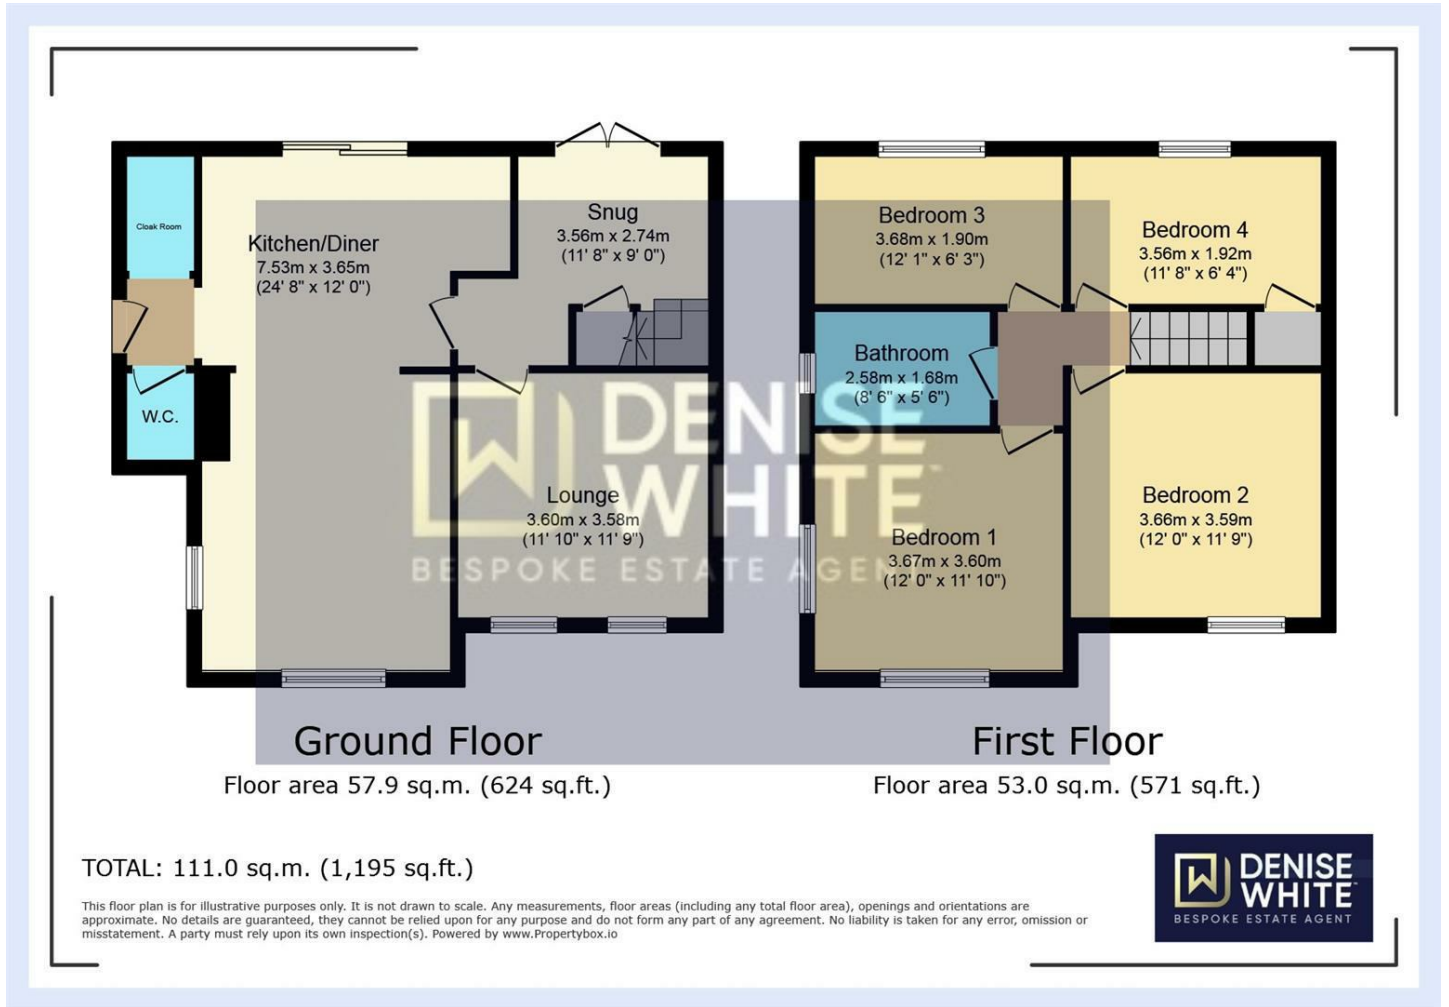 Cloak Room
Kitchen/Diner
7.53m x 3.65m
(24' 8" x 12' 0")
Snug
3.56m x 2.74m
(11' 8" x 9' 0")
W.C.
Lounge
3.60m x 3.58m
(11' 10" x 11' 9")
Bedroom 3
3.68m x 1.90m
(12' 1" x 6' 3")
Bedroom 4
3.56m x 1.92m
(11' 8" x 6' 4")
Bathroom
2.58m x 1.68m
(8' 6" x 5' 6")
Bedroom 1
3.67m x 3.60m
(12' 0" x 11' 10")
Bedroom 2
3.66m x 3.59m
(12' 0" x 11' 9")
DENISE
WHITE™
BESPOKE ESTATE AGENT
Ground Floor
Floor area 57.9 sq.m. (624 sq.ft.)
First Floor
Floor area 53.0 sq.m. (571 sq.ft.)
TOTAL: 111.0 sq.m. (1,195 sq.ft.)
This floor plan is for illustrative purposes only. It is not drawn to scale. Any measurements, floor areas (including any total floor area), openings and orientations are
approximate. No details are guaranteed, they cannot be relied upon for any purpose and do not form any part of any agreement. No liability is taken for any error, omission or
misstatement. A party must rely upon its own inspection(s). Powered by www.Propertybox.io
DENISE
WHITE™
BESPOKE ESTATE AGENT